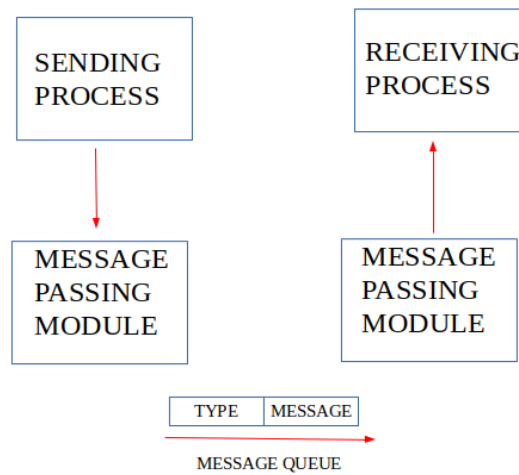 SENDING
PROCESS
RECEIVING
PROCESS
MESSAGE
PASSING
MODULE
MESSAGE
PASSING
MODULE
TYPE
MESSAGE
MESSAGE QUEUE